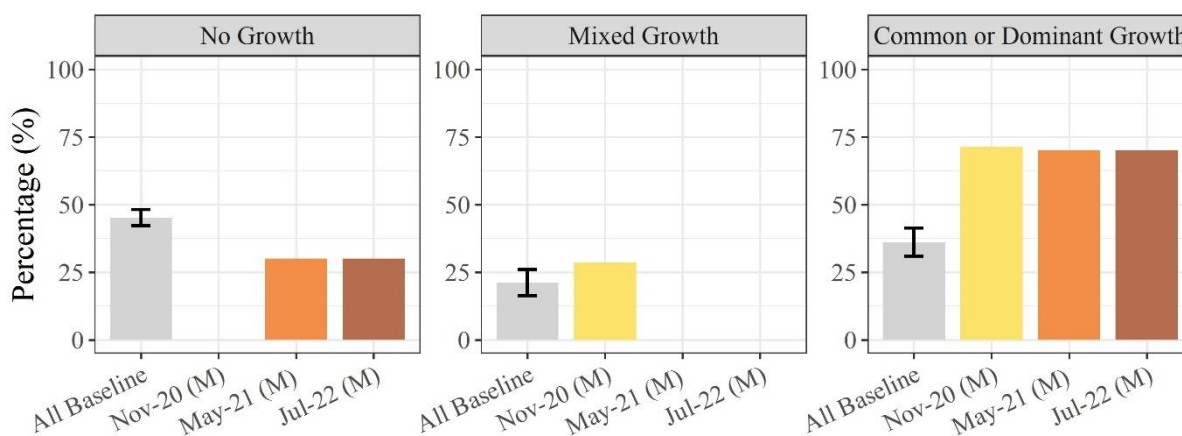 No Growth
Mixed Growth
Common or Dominant Growth
Percentage (%)
100
75
50
25
0
100
75
50
25
0
100
75
50
25
0
All Baseline
Nov-20 (M)
May-21 (M)
Jul-22 (M)
All Baseline
Nov-20 (M)
May-21 (M)
Jul-22 (M)
All Baseline
Nov-20 (M)
May-21 (M)
Jul-22 (M)